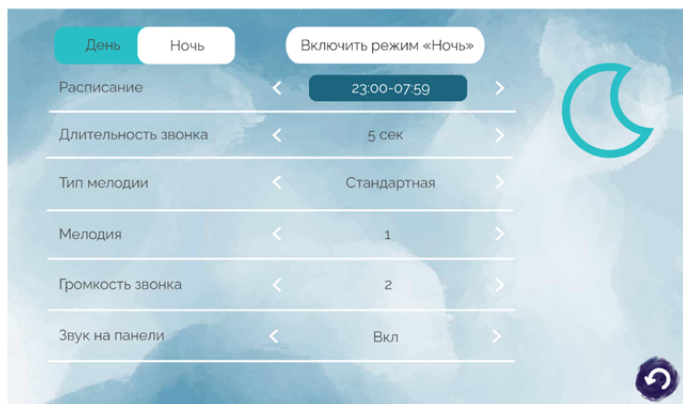 День Ночь Включить режим «Ночь»
Расписание 23:00-07:59
Длительность звонка 5 сек
Тип мелодии Стандартная
Мелодия 1
Громкость звонка 2
Звук на панели Вкл